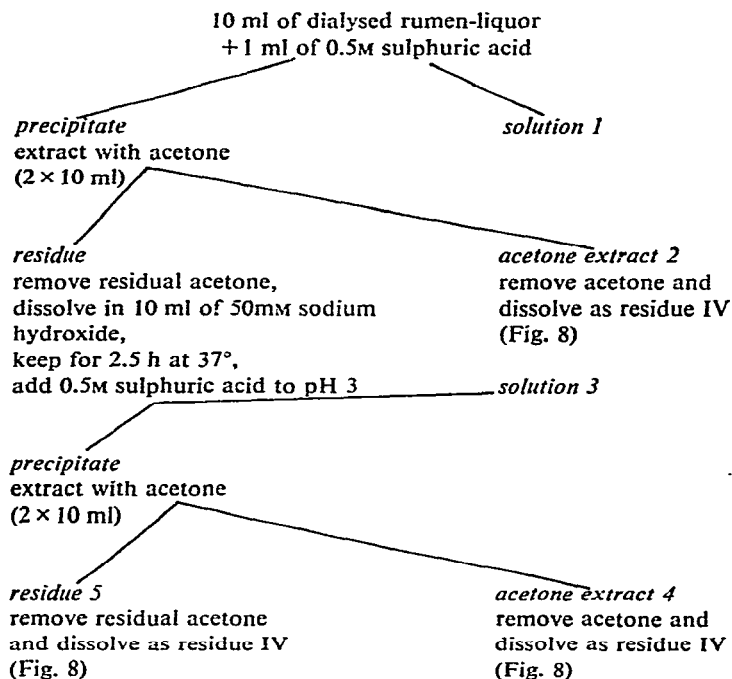 10 ml of dialysed rumen-liquor
+ 1 ml of 0.5M sulphuric acid
precipitate
extract with acetone
(2 × 10 ml)
solution 1
residue
remove residual acetone,
dissolve in 10 ml of 50mM sodium
hydroxide,
keep for 2.5 h at 37°,
add 0.5M sulphuric acid to pH 3
acetone extract 2
remove acetone and
dissolve as residue IV
(Fig. 8)
solution 3
precipitate
extract with acetone
(2 × 10 ml)
residue 5
remove residual acetone
and dissolve as residue IV
(Fig. 8)
acetone extract 4
remove acetone and
dissolve as residue IV
(Fig. 8)